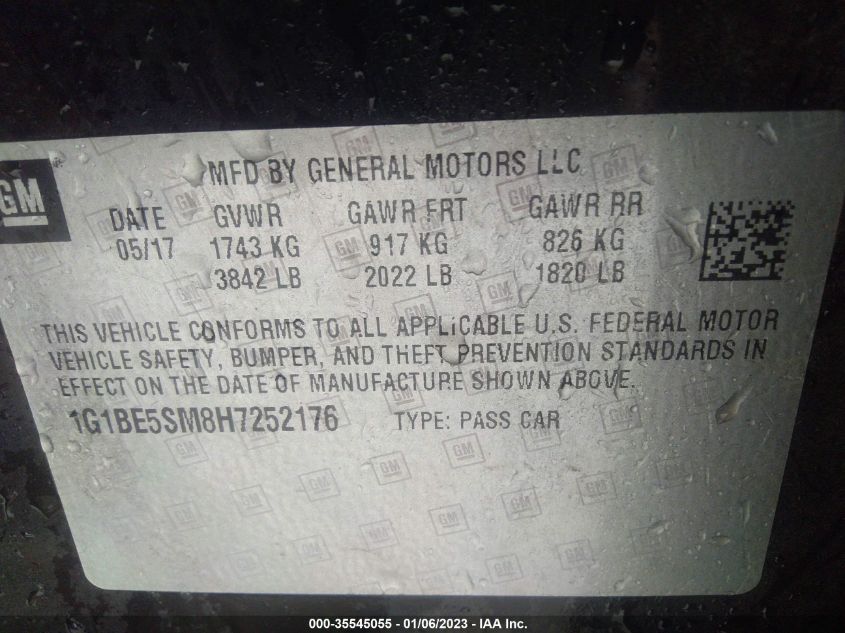 GM
MFD BY GENERAL MOTORS LLC
DATE GVWR GAWR FRT GAWR RR
05/17 1743 KG 917 KG 826 KG
3842 LB 2022 LB 1820 LB
THIS VEHICLE CONFORMS TO ALL APPLICABLE U.S. FEDERAL MOTOR
VEHICLE SAFETY, BUMPER, AND THEFT PREVENTION STANDARDS IN
EFFECT ON THE DATE OF MANUFACTURE SHOWN ABOVE.
1G1BE5SM8H7252176 TYPE: PASS CAR
000-35545055 — 01/06/2023 — IAA Inc.